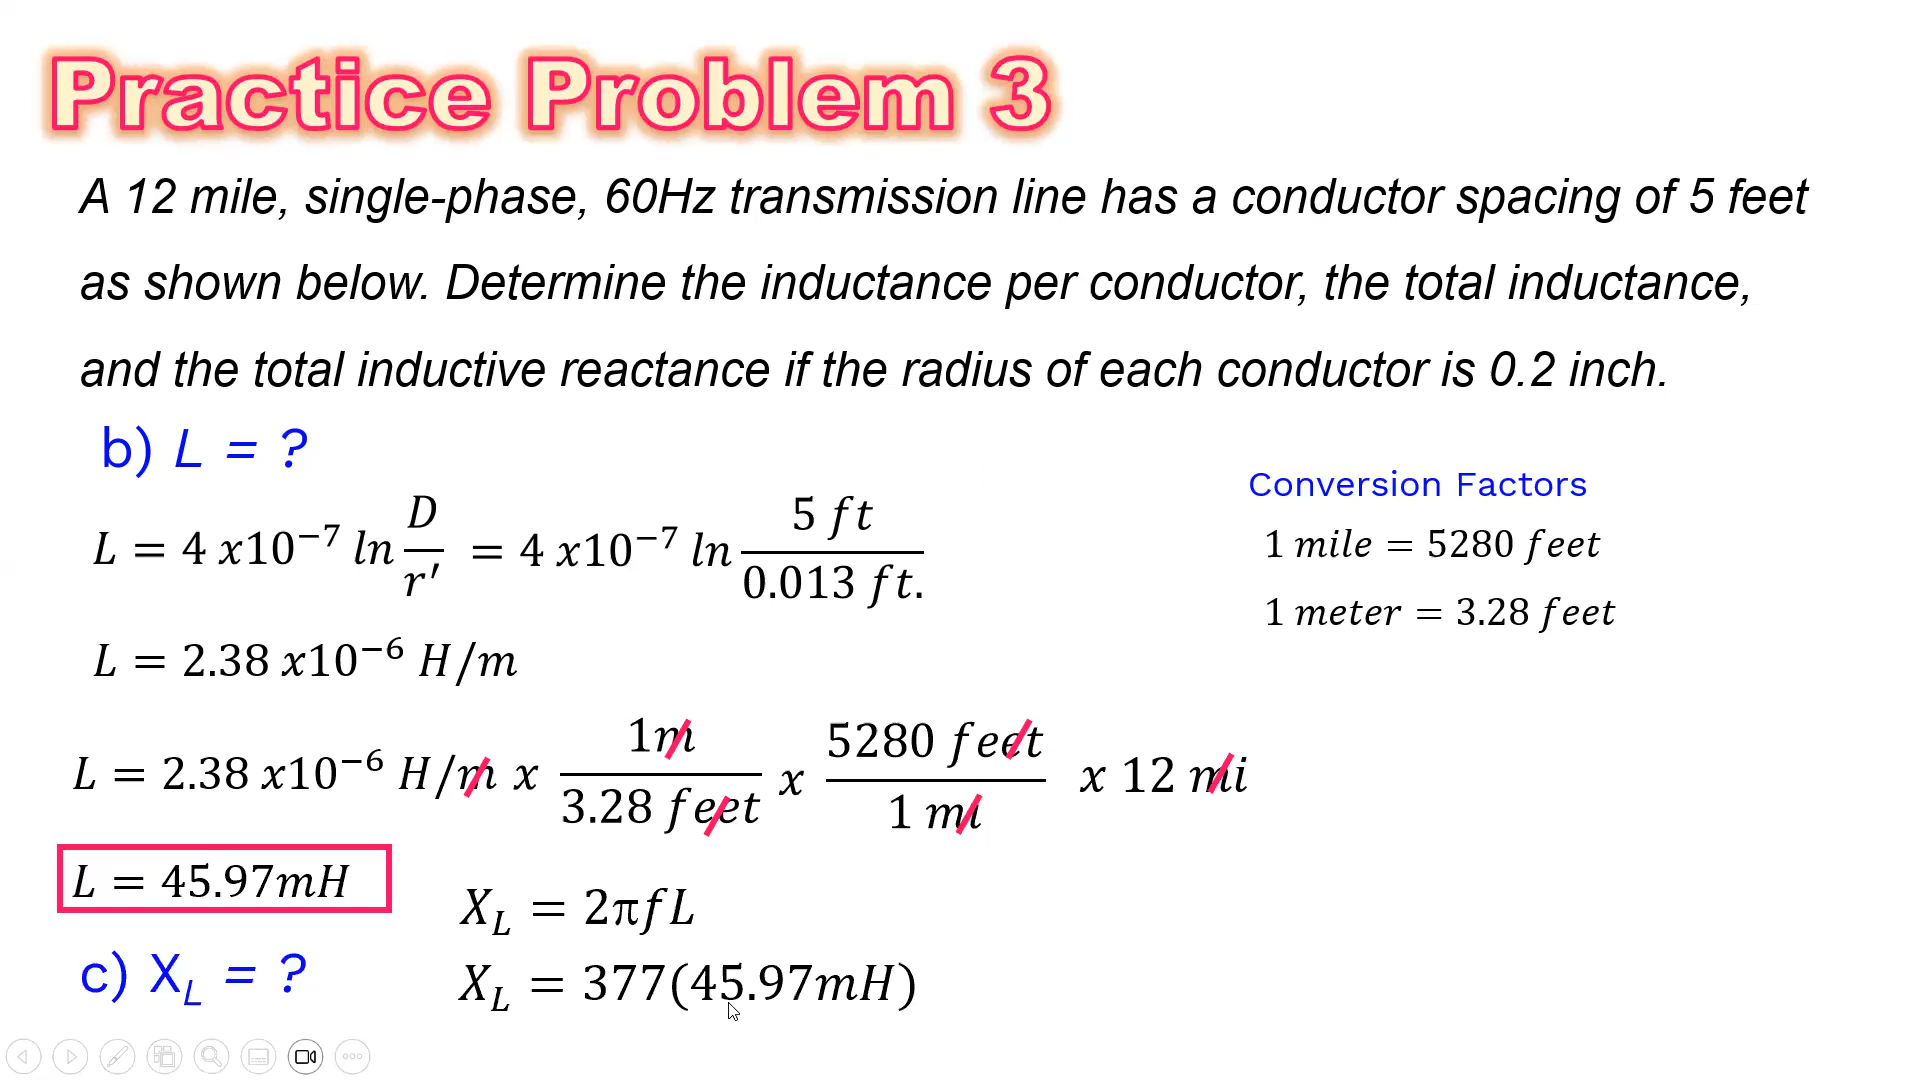 Practice Problem 3
A 12 mile, single-phase, 60Hz transmission line has a conductor spacing of 5 feet
as shown below. Determine the inductance per conductor, the total inductance,
and the total inductive reactance if the radius of each conductor is 0.2 inch.
b) L = ?
L = 4 x10⁻⁷ ln D/r′ = 4 x10⁻⁷ ln 5 ft/0.013 ft.
L = 2.38 x10⁻⁶ H/m
L = 2.38 x10⁻⁶ H/m x 1m/3.28 feet x 5280 feet/1 mi x 12 mi
L = 45.97mH
c) X_L = ?
X_L = 2πfL
X_L = 377(45.97mH)
Conversion Factors
1 mile = 5280 feet
1 meter = 3.28 feet